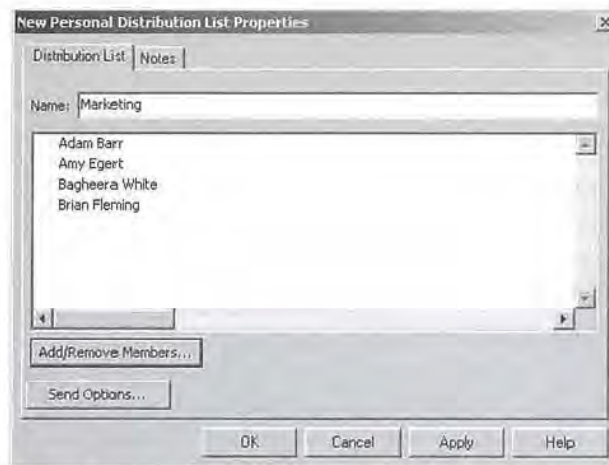 New Personal Distribution List Properties
Distribution List Notes
Name: Marketing
Adam Barr
Amy Egert
Bagheera White
Brian Fleming
Add/Remove Members...
Send Options...
OK Cancel Apply Help